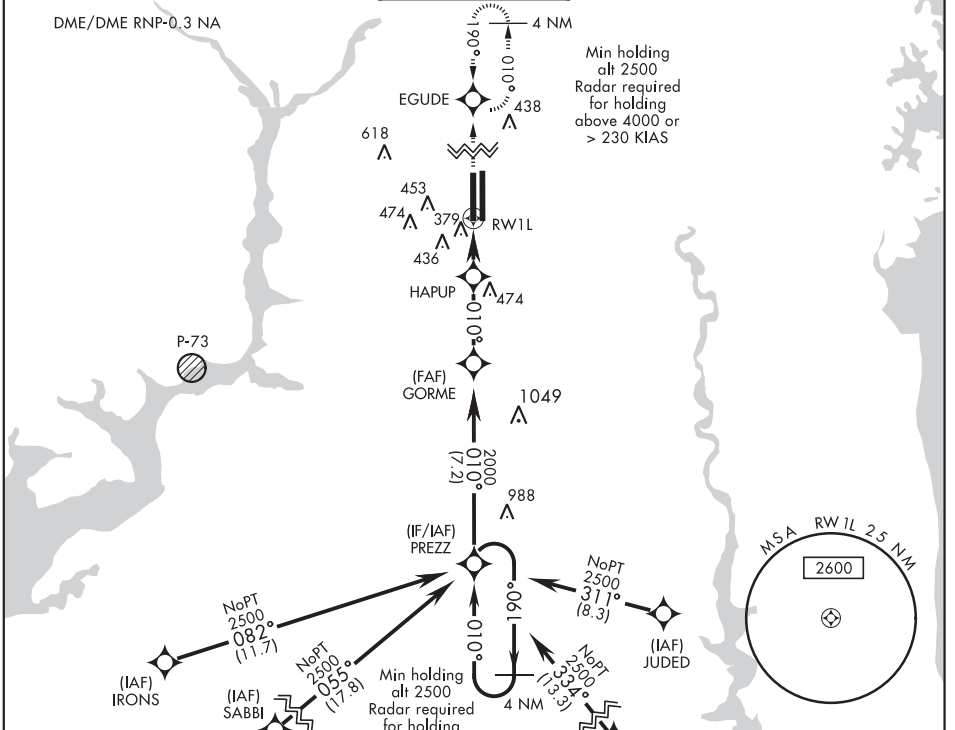 DME/DME RNP-0.3 NA
4 NM
190°
010°
Min holding
alt 2500
Radar required
for holding
above 4000 or
> 230 KIAS
EGUDE
438
618
453
474
379
RW1L
436
HAPUP
474
010°
P-73
(FAF)
GORME
1049
2000
010°
(7.2)
988
(IF/IAF)
PREZZ
MSA RW1L 25 NM
2600
NoPT
2500
311°
(8.3)
190°
010°
NoPT
2500
082°
(11.7)
(IAF)
JUDED
(IAF)
IRONS
NoPT
2500
055°
(17.8)
NoPT
2500
334°
(13.3)
(IAF)
SABBI
Min holding
alt 2500
Radar required
for holding
4 NM